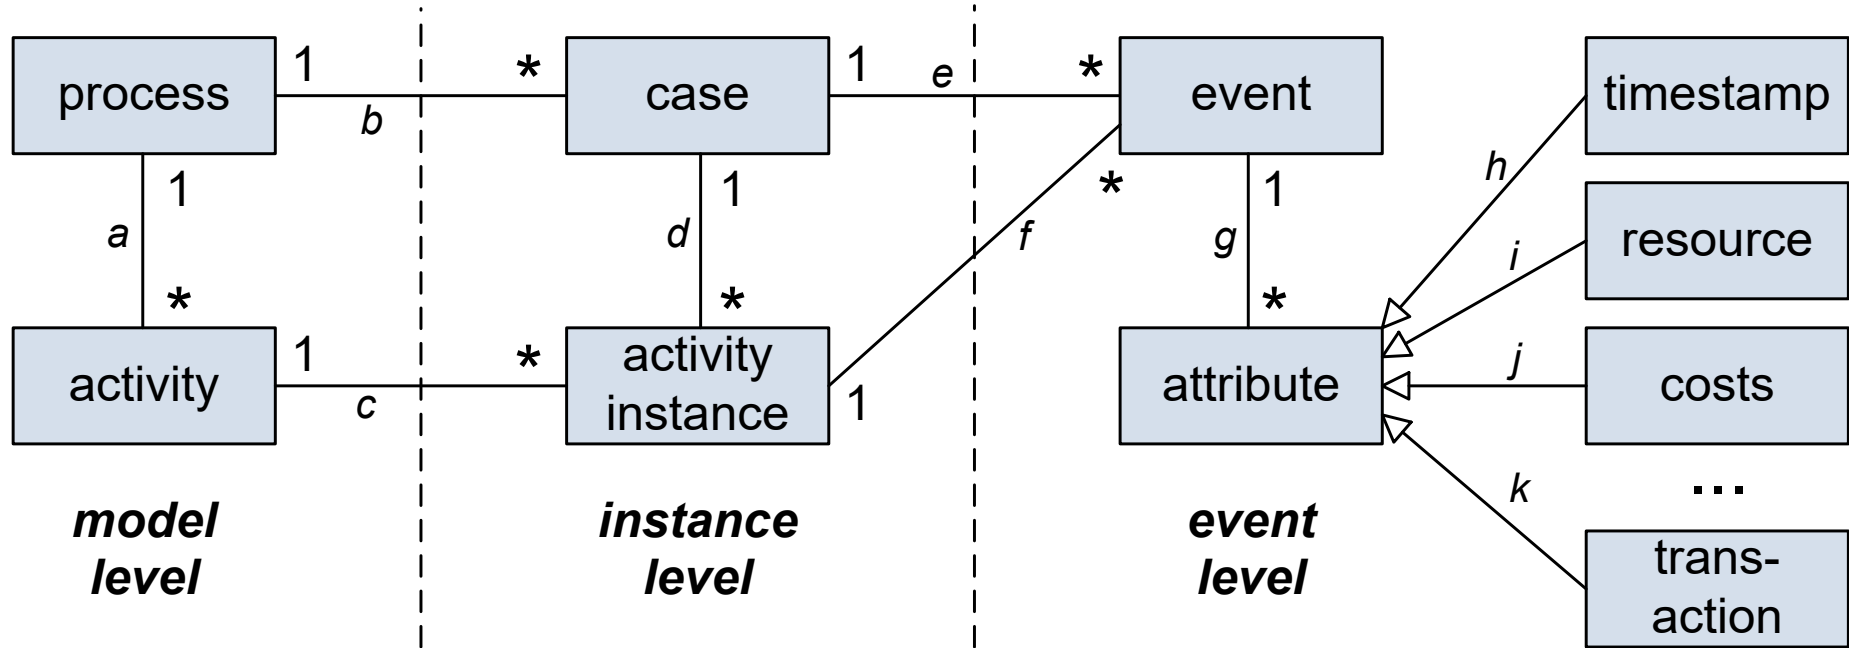 process
1
b
*
case
1
e
*
event
timestamp
1
a
*
1
d
*
f
*
1
g
*
h
i
resource
activity
1
c
*
activity
instance
1
attribute
j
costs
k
...
trans-
action
model
level
instance
level
event
level